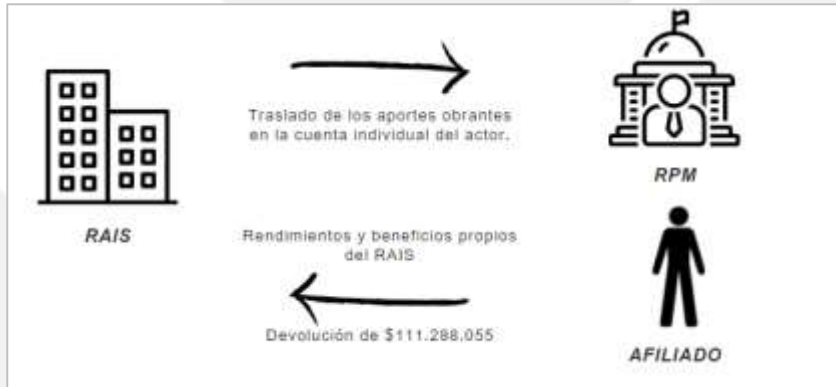 Traslado de los aportes obrantes
en la cuenta individual del actor.
RPM
RAIS
Rendimientos y beneficios propios
del RAIS
Devolución de $111.288,055
AFILIADO